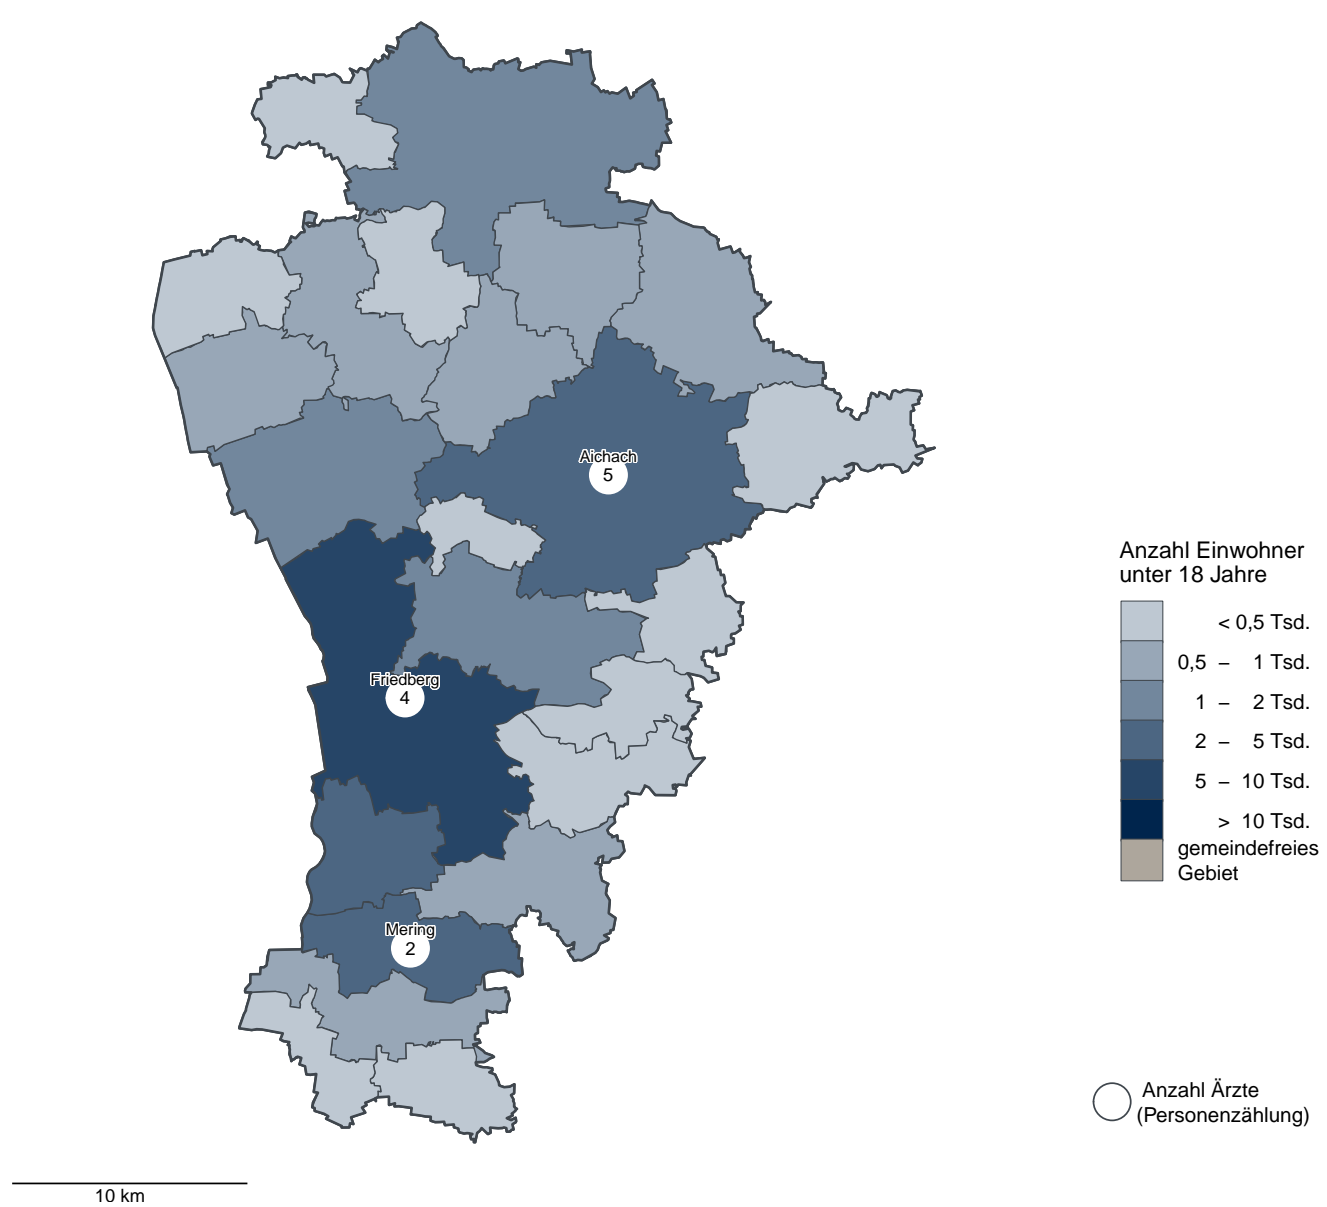 Aichach
5
Friedberg
4
Mering
2
Anzahl Einwohner
unter 18 Jahre
< 0,5 Tsd.
0,5 – 1 Tsd.
1 – 2 Tsd.
2 – 5 Tsd.
5 – 10 Tsd.
> 10 Tsd.
gemeindefreies
Gebiet
Anzahl Ärzte
(Personenzählung)
10 km